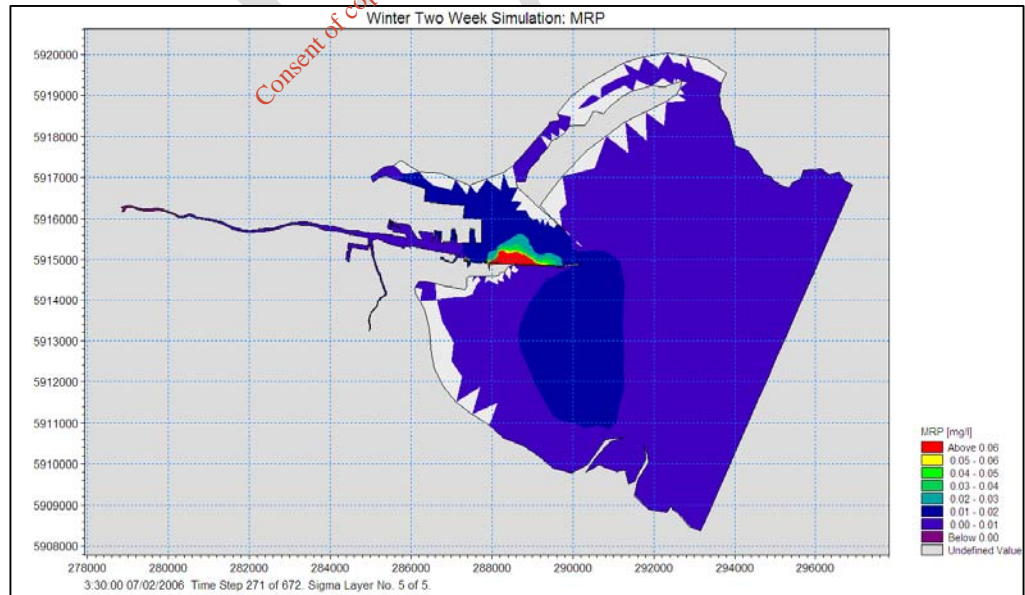 Consent of co
Winter Two Week Simulation: MRP
5920000
5919000
5918000
5917000
5916000
5915000
5914000
5913000
5912000
5911000
5910000
5909000
5908000
278000 280000 282000 284000 286000 288000 290000 292000 294000 296000
3:30:00 07/02/2006 Time Step 271 of 672. Sigma Layer No. 5 of 5.
MRP [mg/l]
Above 0.06
0.05 - 0.06
0.04 - 0.05
0.03 - 0.04
0.02 - 0.03
0.01 - 0.02
0.00 - 0.01
Below 0.00
Undefined Value